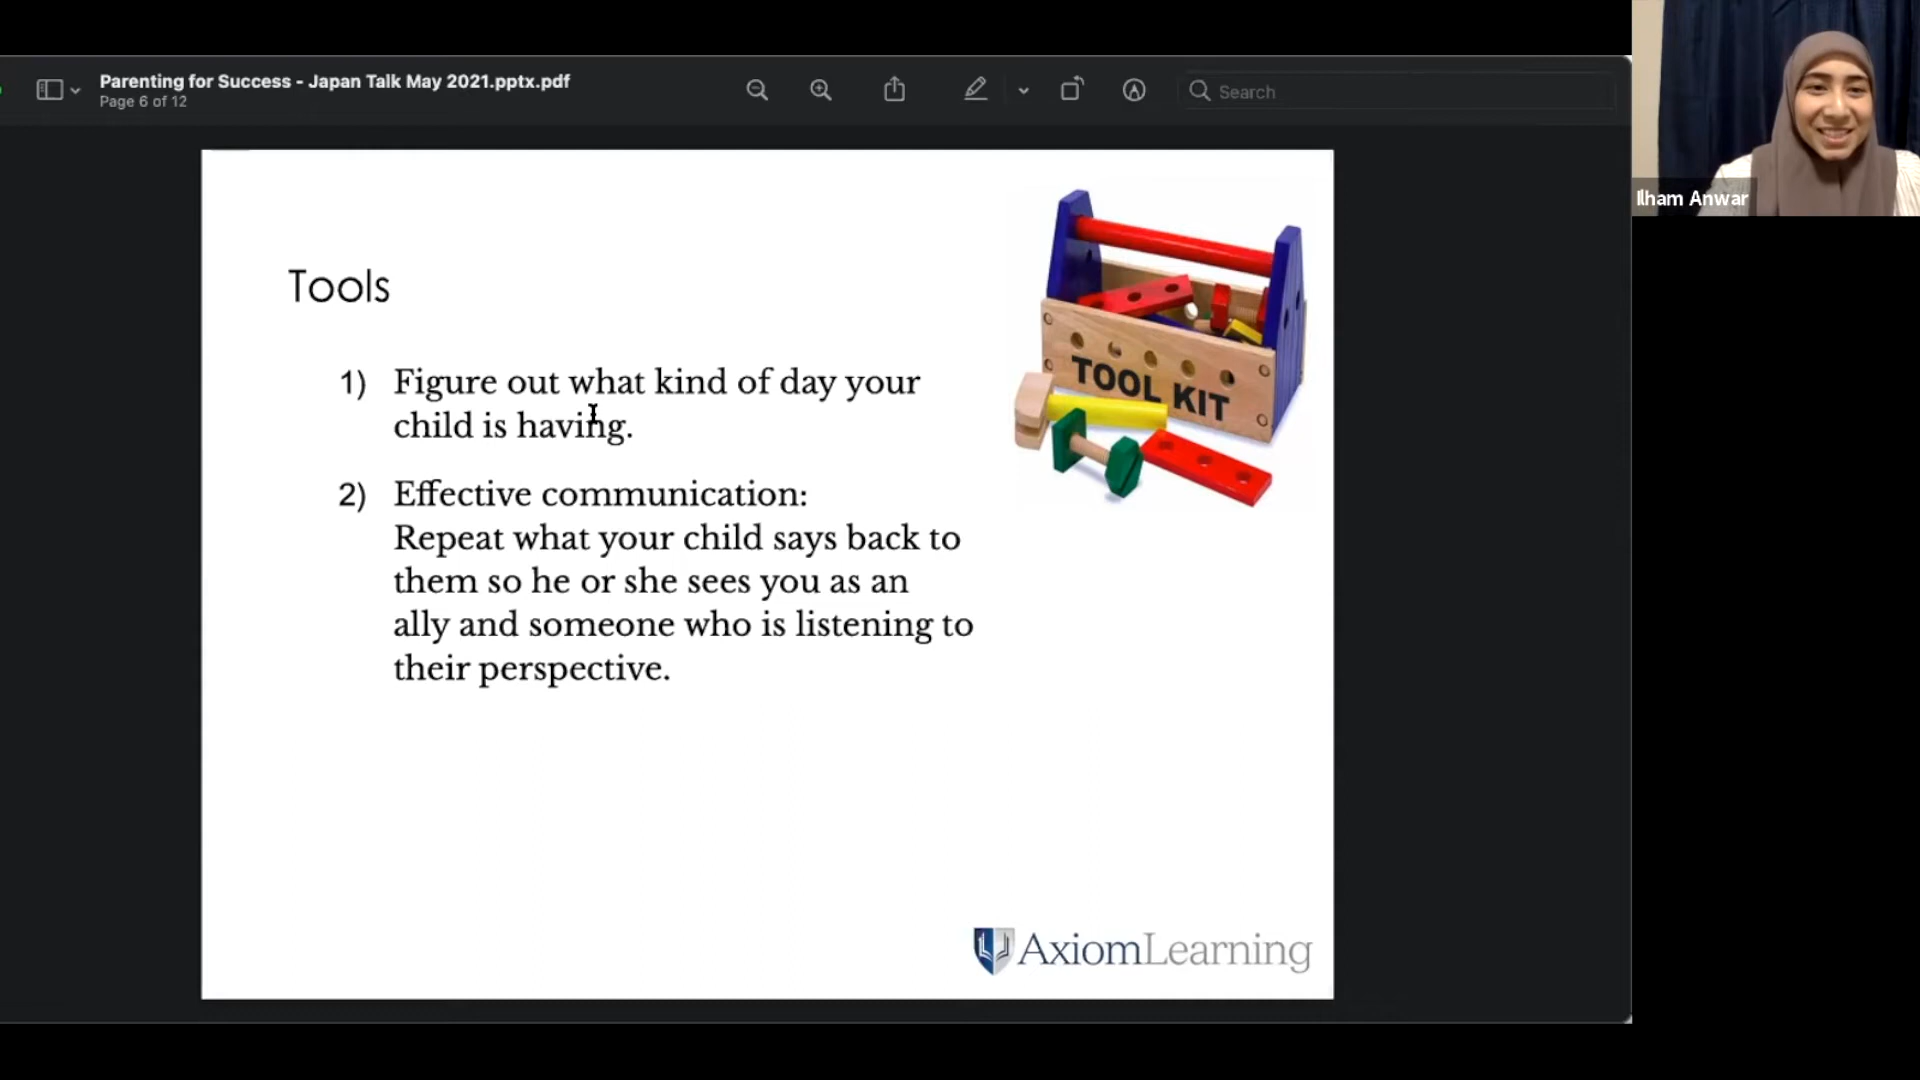 Parenting for Success - Japan Talk May 2021.pptx.pdf
Page 6 of 12
Search
Ilham Anwar
Tools
TOOL KIT
1) Figure out what kind of day your
child is having.
2) Effective communication:
Repeat what your child says back to
them so he or she sees you as an
ally and someone who is listening to
their perspective.
AxiomLearning